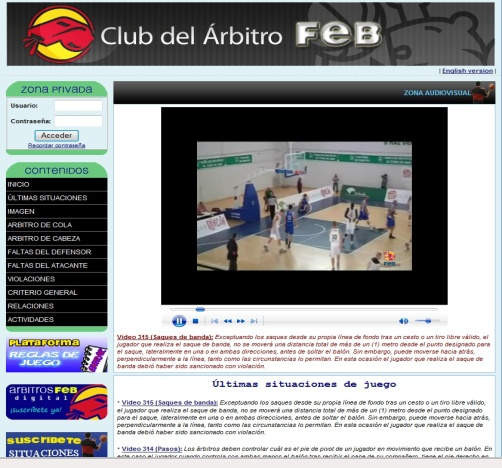 Club del Árbitro FEB
| English version |
ZONA PRIVADA
Usuario:
Contraseña:
Acceder
Recordar contraseña
CONTENIDOS
INICIO
ÚLTIMAS SITUACIONES
IMAGEN
ARBITRO DE COLA
ARBITRO DE CABEZA
FALTAS DEL DEFENSOR
FALTAS DEL ATACANTE
VIOLACIONES
CRITERIO GENERAL
RELACIONES
ACTIVIDADES
PLATAFORMA
REGLAS DE
JUEGO
ARBITROS FEB
digital
¡suscríbete ya!
SUSCRIBETE
SITUACIONES
ZONA AUDIOVISUAL
Video 315 (Saques de banda): Exceptuando los saques desde su propia línea de fondo tras un cesto o un tiro libre válido, el
jugador que realiza el saque de banda, no se moverá una distancia total de más de un (1) metro desde el punto designado para
el saque, lateralmente en una o en ambas direcciones, antes de soltar el balón. Sin embargo, puede moverse hacia atrás,
perpendicularmente a la línea, tanto como las circunstancias lo permitan. En esta ocasión el jugador que realiza el saque de
banda debió haber sido sancionado con violación.
Últimas situaciones de juego
* Video 315 (Saques de banda): Exceptuando los saques desde su propia línea de fondo tras un cesto o un tiro libre válido,
el jugador que realiza el saque de banda, no se moverá una distancia total de más de un (1) metro desde el punto designado
para el saque, lateralmente en una o en ambas direcciones, antes de soltar el balón. Sin embargo, puede moverse hacia
atrás, perpendicularmente a la línea, tanto como las circunstancias lo permitan. En esta ocasión el jugador que realiza el
saque de banda debió haber sido sancionado con violación.
* Video 314 (Pasos): Los árbitros deben controlar cuál es el pie de pivot de un jugador en movimiento que recibe un balón. En